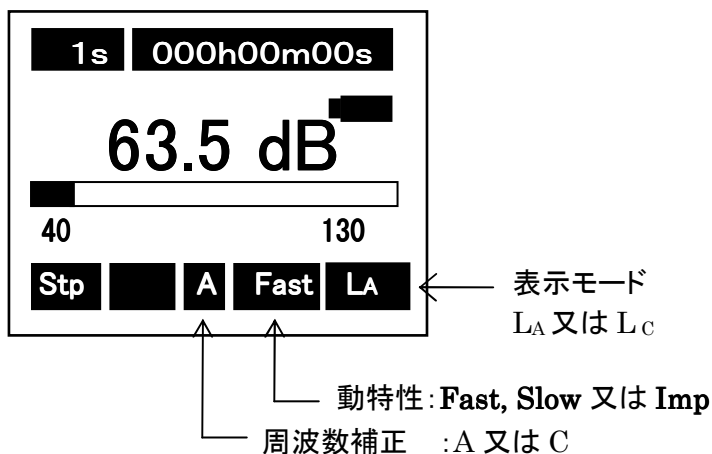 1s 000h00m00s
63.5 dB
40 130
Stp A Fast LA
表示モード
LA 又は LC
動特性:Fast, Slow 又は Imp
周波数補正 :A 又は C